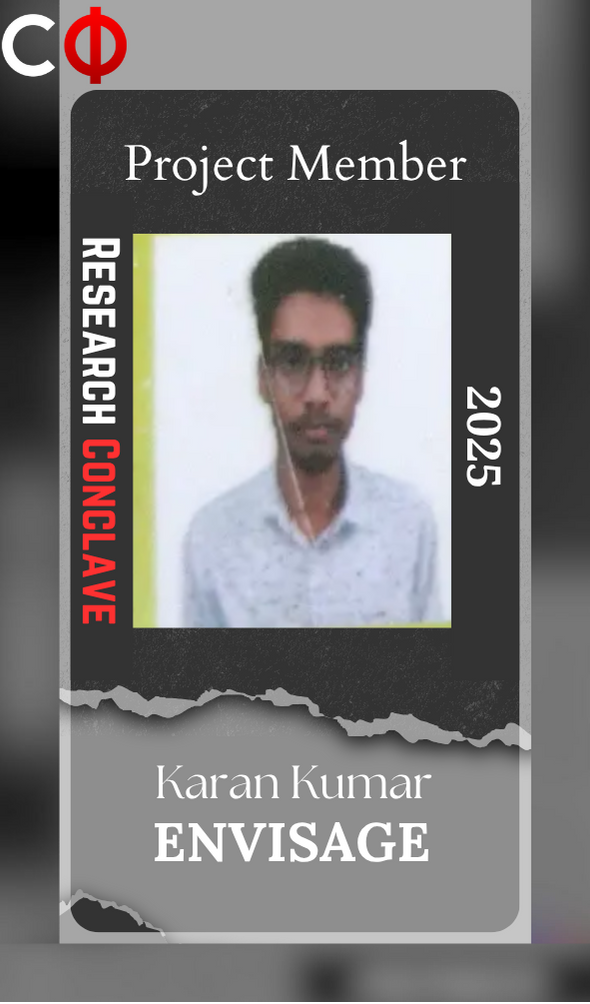 CΦ
Project Member
RESEARCH CONCLAVE
2025
Karan Kumar
ENVISAGE